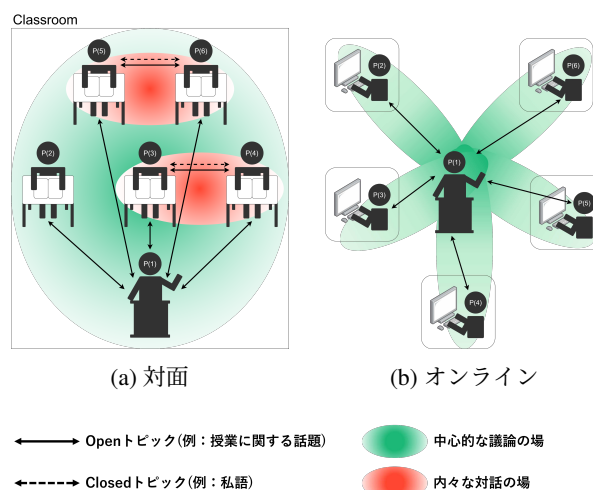 Classroom
P(5)
P(6)
P(2)
P(3)
P(4)
P(1)
(a) 対面
P(2)
P(6)
P(1)
P(3)
P(5)
P(4)
(b) オンライン
Openトピック(例：授業に関する話題)
中心的な議論の場
Closedトピック(例：私語)
内々な対話の場